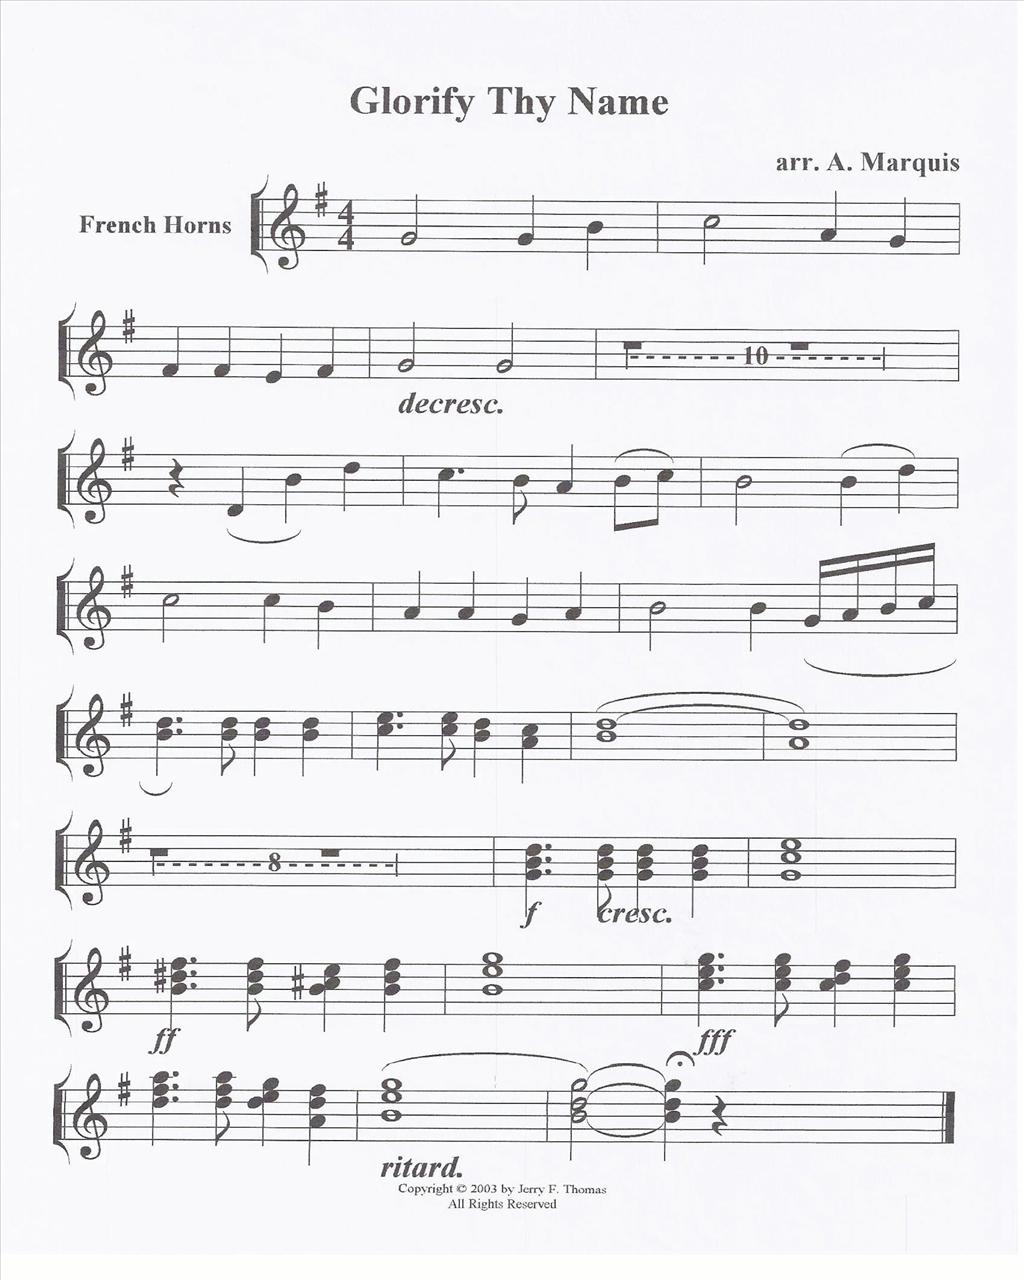 Glorify Thy Name
arr. A. Marquis
French Horns
4
4
decresc.
10
8
f cresc.
ff fff
ritard.
Copyright © 2003 by Jerry F. Thomas
All Rights Reserved